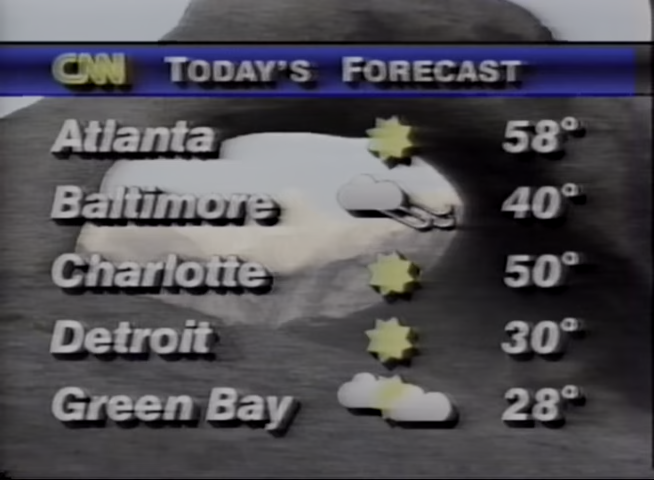 CNN TODAY'S FORECAST
Atlanta 58°
Baltimore 40°
Charlotte 50°
Detroit 30°
Green Bay 28°